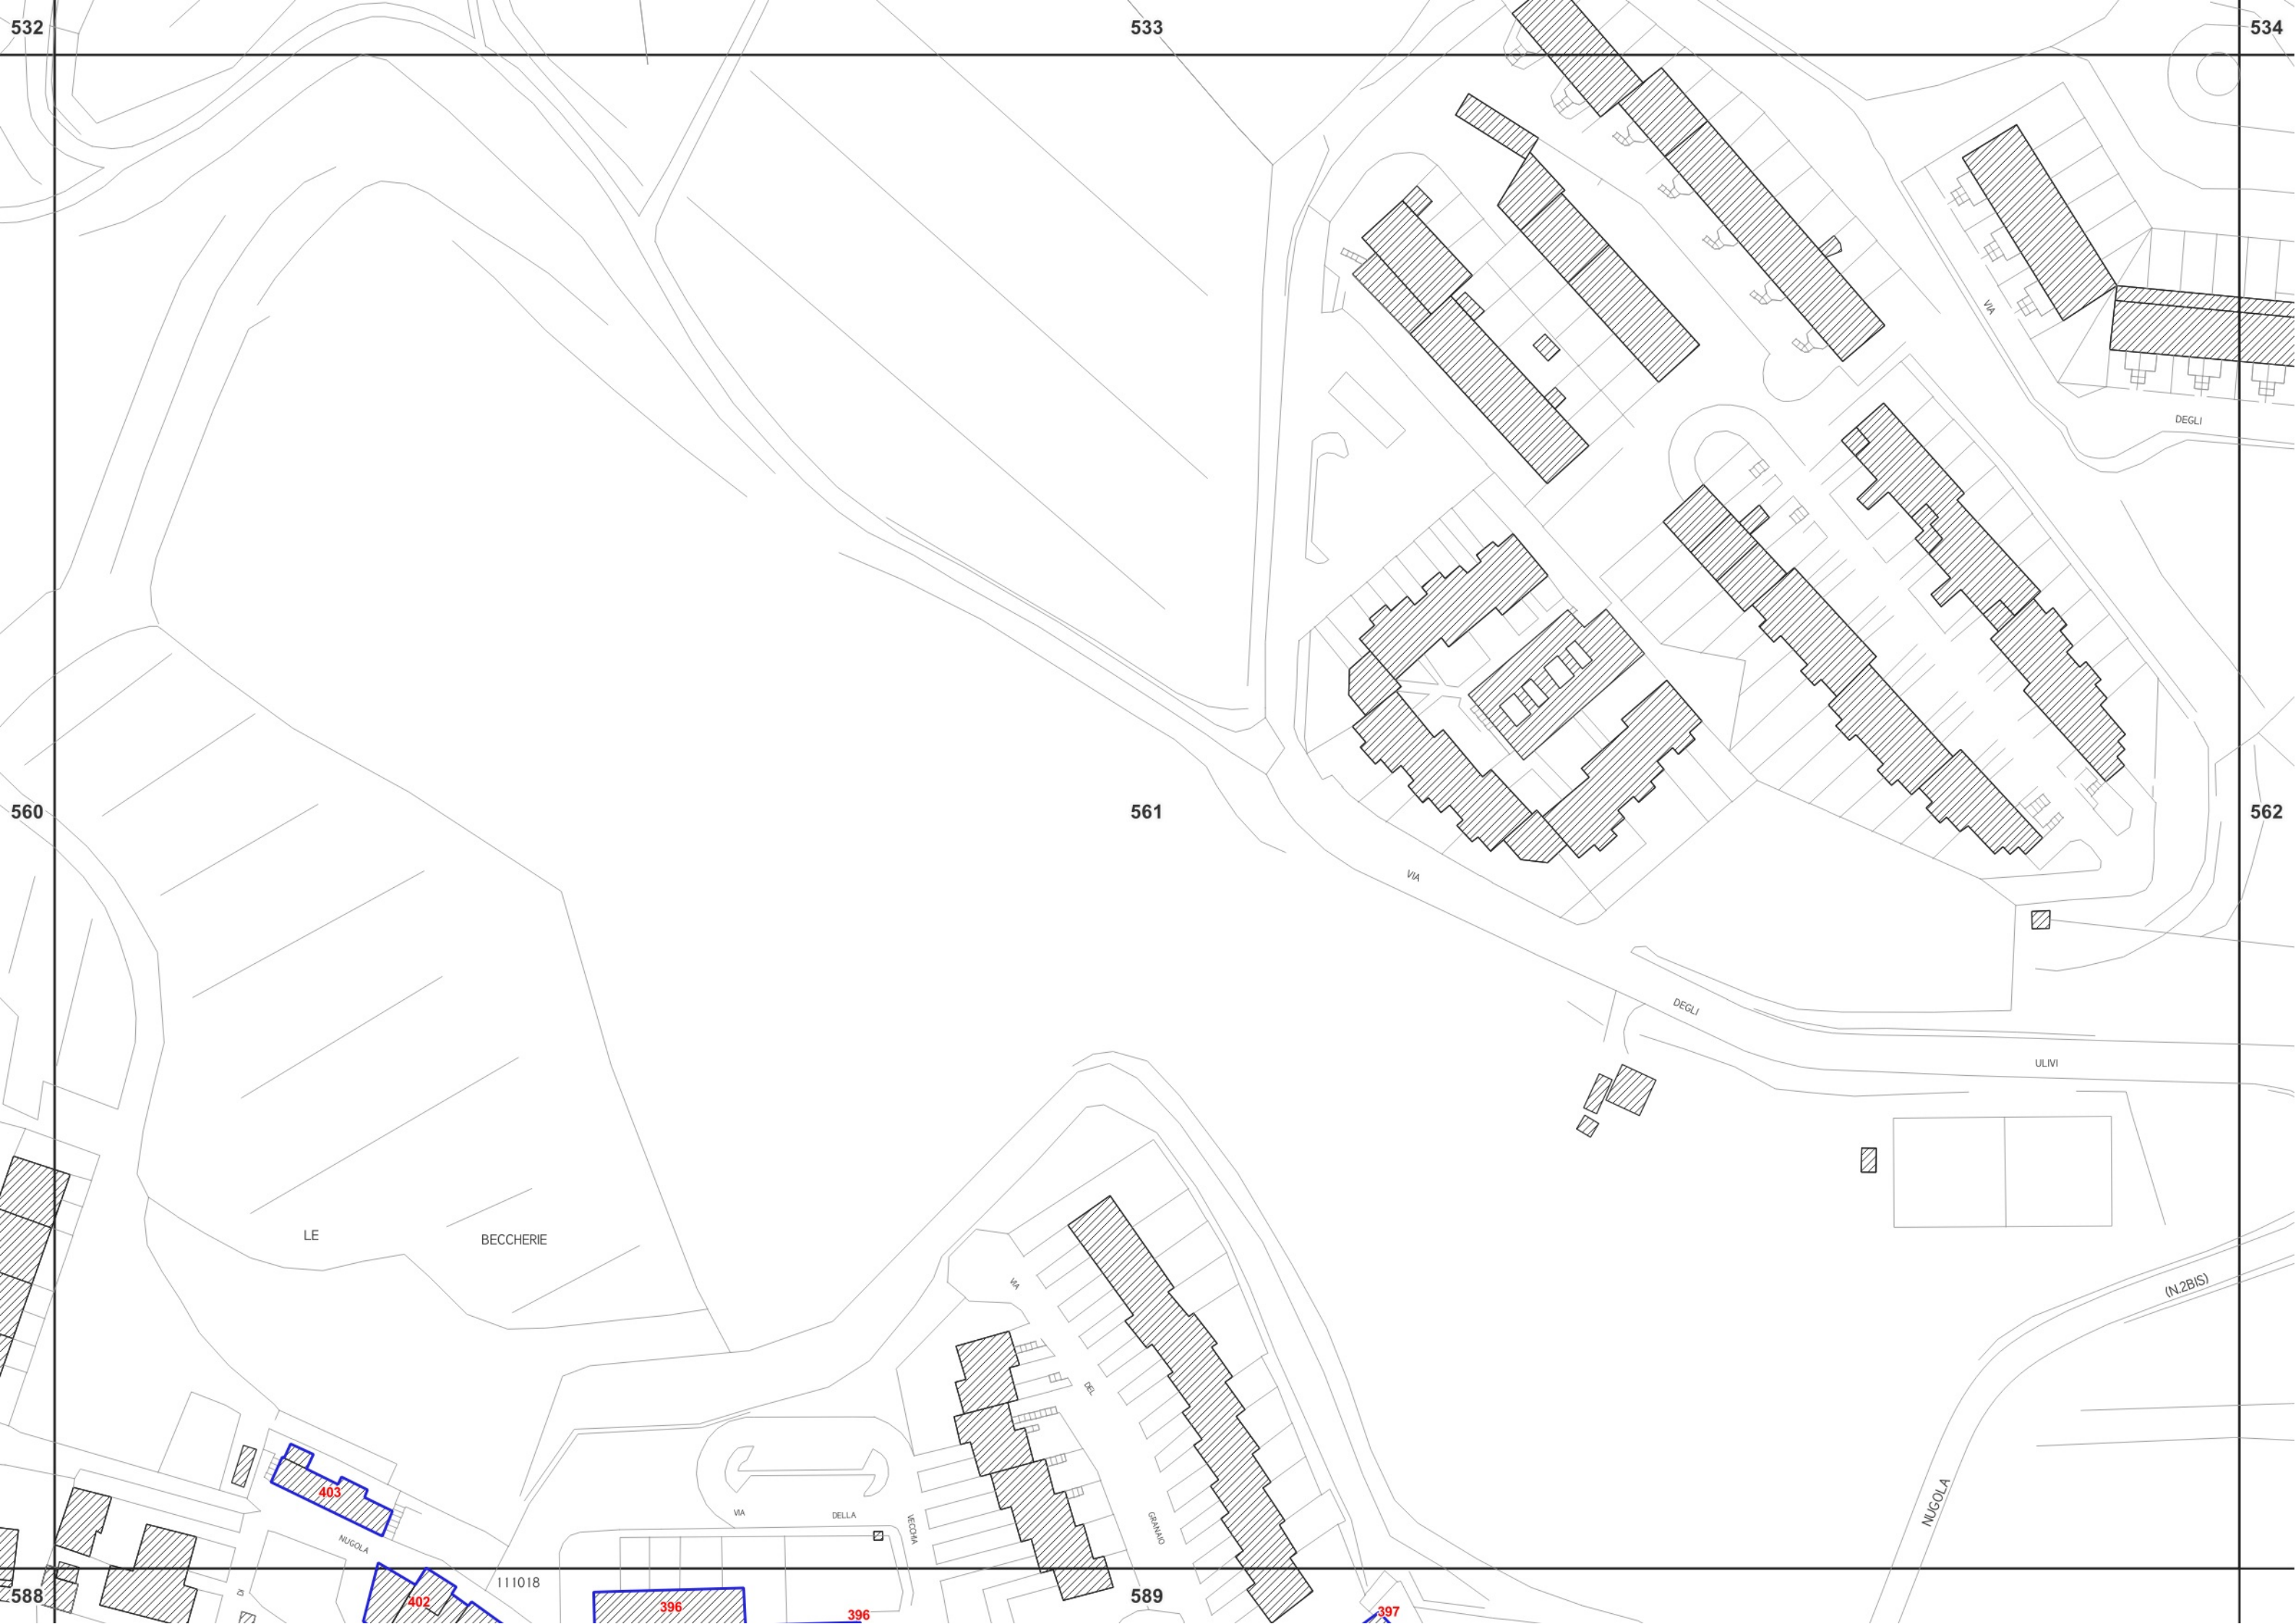 532
533
534
VIA
DEGLI
560
561
562
VIA
DEGLI
ULIVI
LE BECCHERIE
VIA
DEL
GRANAIO
(N.2BIS)
NUGOLA
403
NUGOLA
DI
VIA DELLA VECCHIA
111018
588
402
396
396
589
397